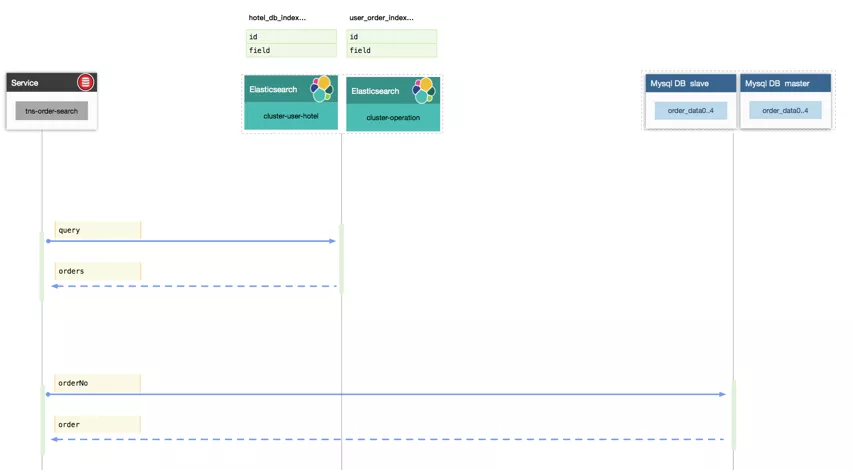 hotel_db_index...
user_order_index...
id
id
field
field
Service
Elasticsearch
Elasticsearch
Mysql DB slave
Mysql DB master
tns-order-search
cluster-user-hotel
cluster-operation
order_data0..4
order_data0..4
query
orders
orderNo
order